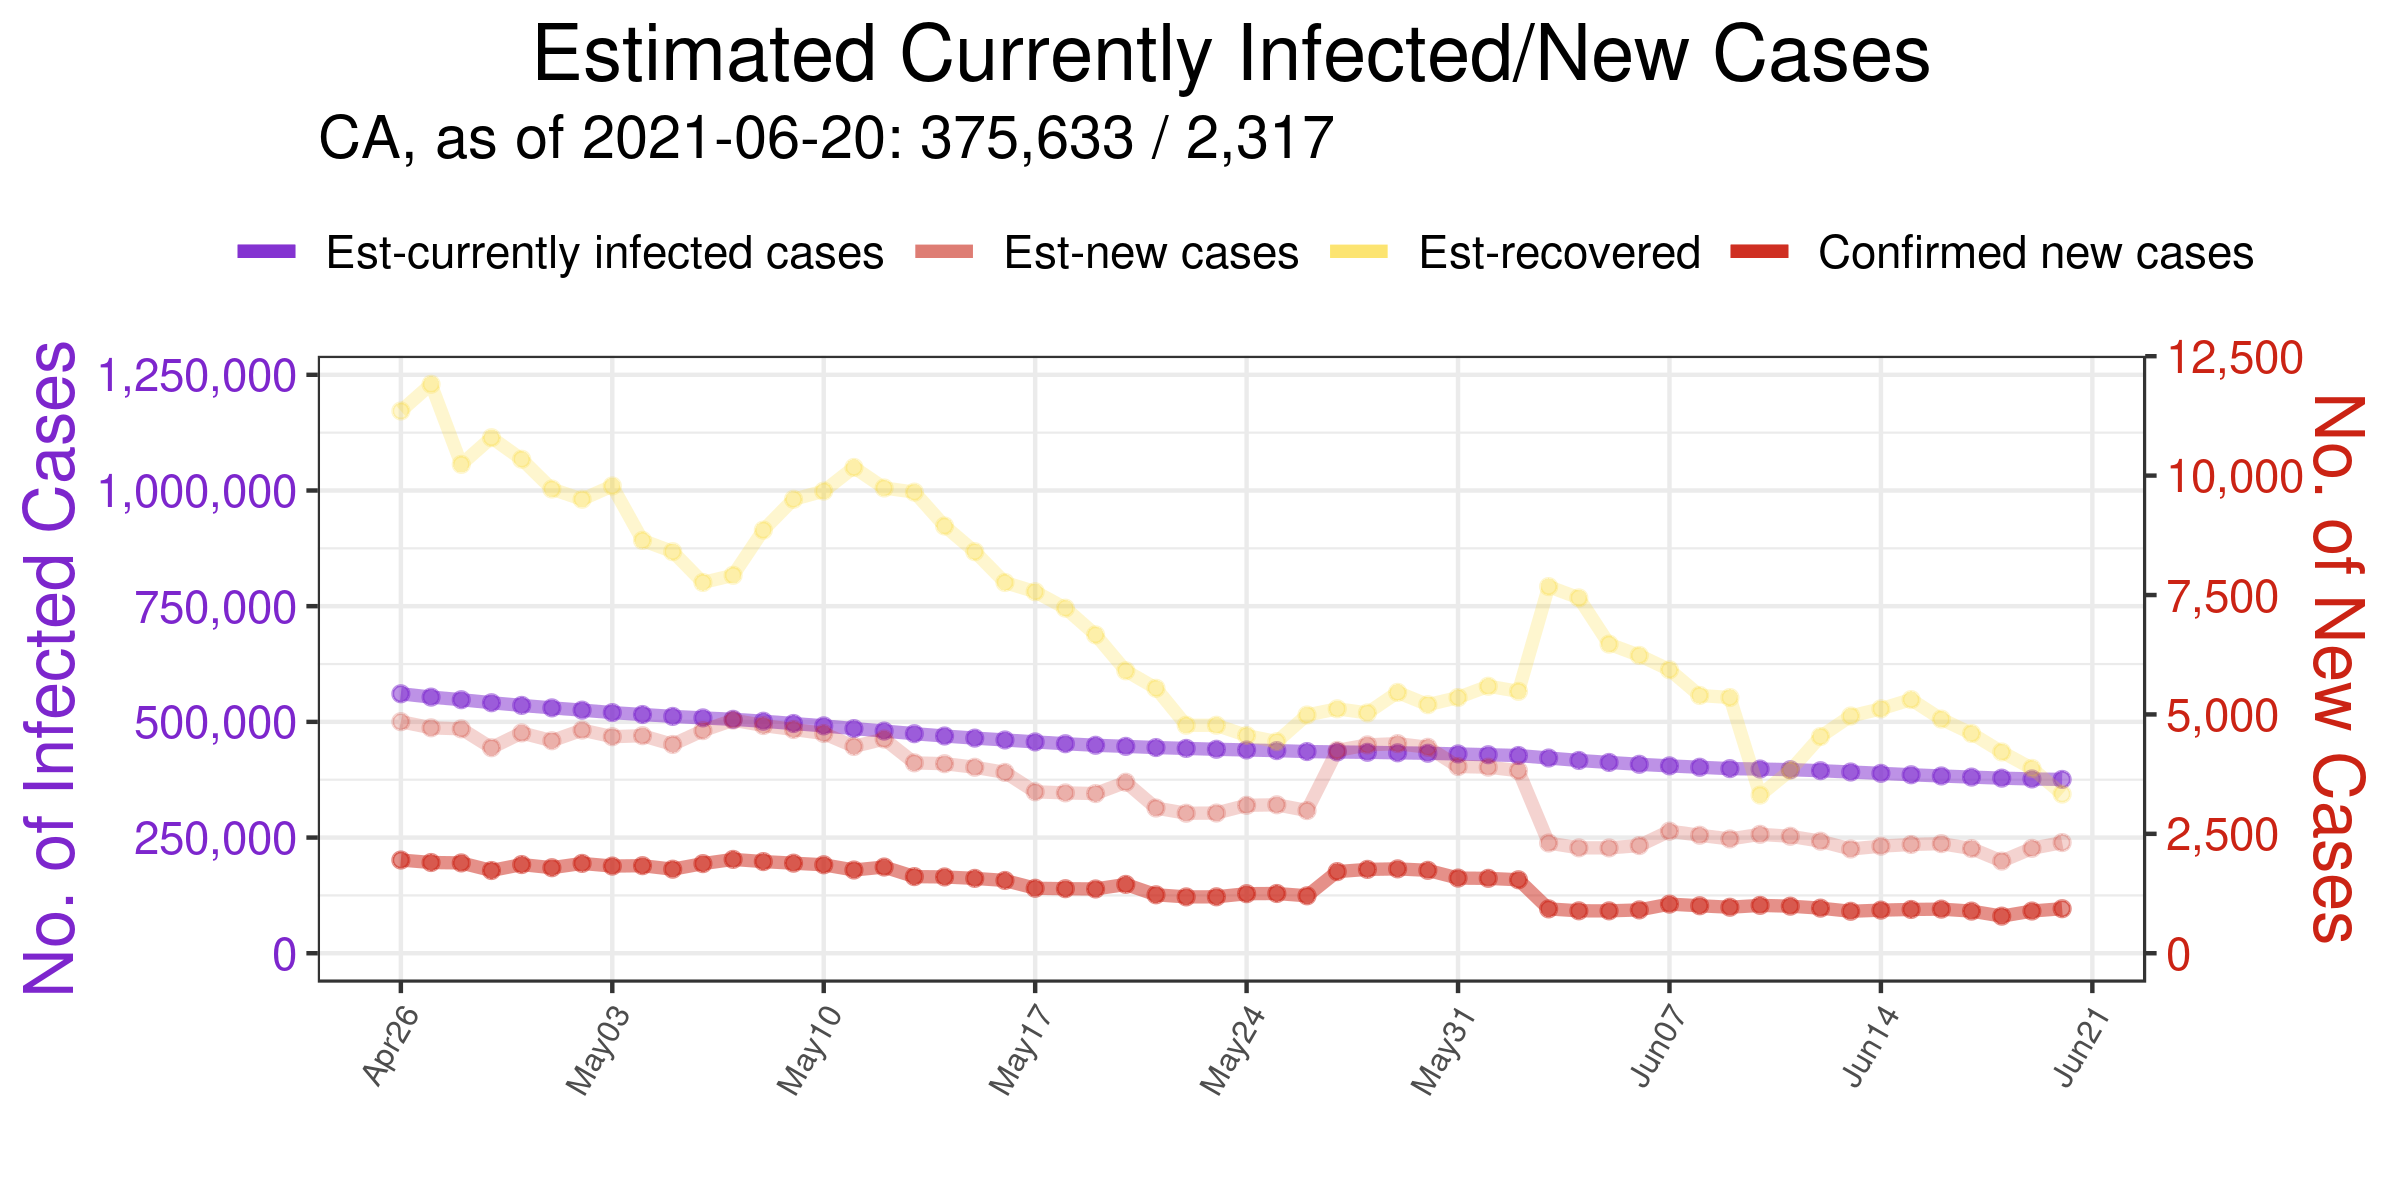 Estimated Currently Infected/New Cases
CA, as of 2021-06-20: 375,633 / 2,317
Est-currently infected cases Est-new cases Est-recovered Confirmed new cases
No. of Infected Cases
1,250,000
1,000,000
750,000
500,000
250,000
0
12,500
10,000
7,500
5,000
2,500
0
No. of New Cases
Apr26 May03 May10 May17 May24 May31 Jun07 Jun14 Jun21